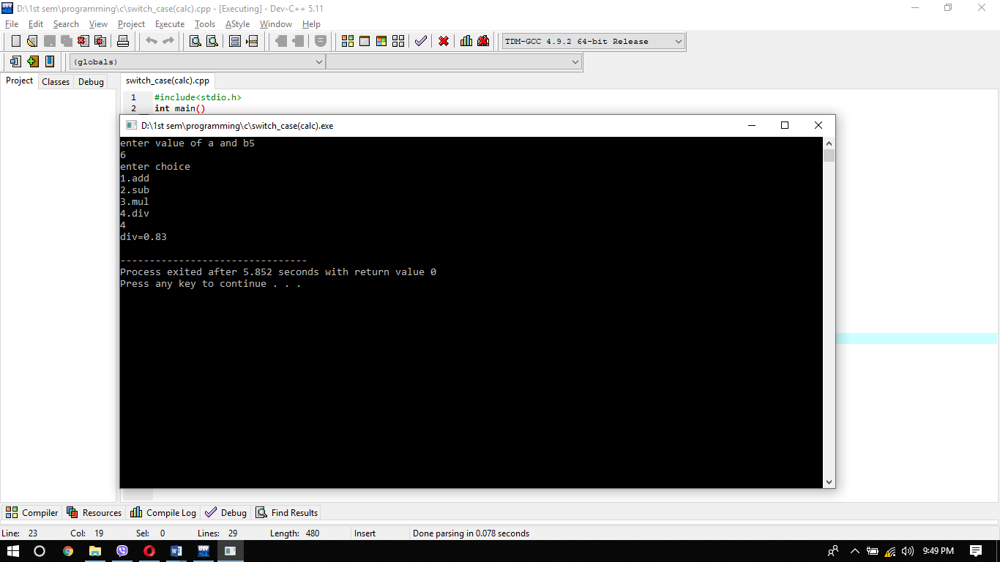 D:\1st sem\programming\c\switch_case(calc).cpp - [Executing] - Dev-C++ 5.11
File Edit Search View Project Execute Tools AStyle Window Help
TDM-GCC 4.9.2 64-bit Release
(globals)
Project Classes Debug
switch_case(calc).cpp
1 #include<stdio.h>
2 int main()
D:\1st sem\programming\c\switch_case(calc).exe
enter value of a and b5
6
enter choice
1.add
2.sub
3.mul
4.div
4
div=0.83
--------------------------------
Process exited after 5.852 seconds with return value 0
Press any key to continue . . .
Compiler Resources Compile Log Debug Find Results
Line: 23 Col: 19 Sel: 0 Lines: 29 Length: 480 Insert Done parsing in 0.078 seconds
9:49 PM